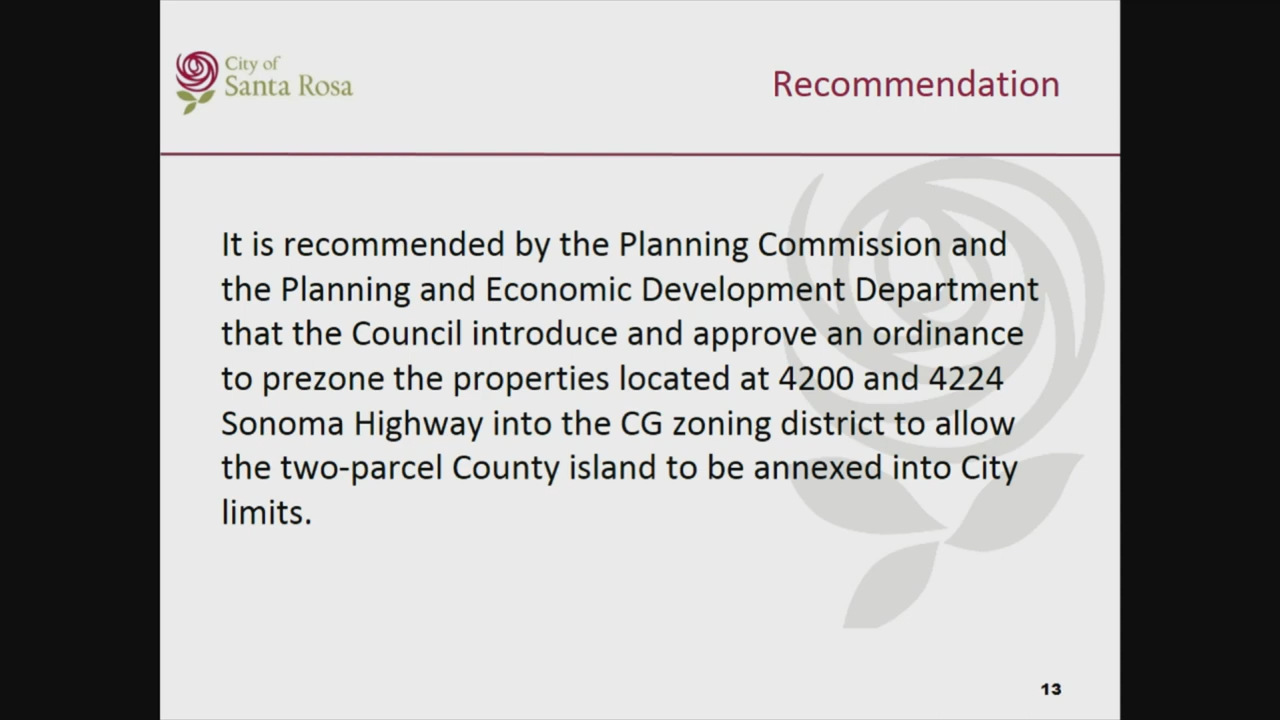 City of
Santa Rosa
Recommendation
It is recommended by the Planning Commission and
the Planning and Economic Development Department
that the Council introduce and approve an ordinance
to prezone the properties located at 4200 and 4224
Sonoma Highway into the CG zoning district to allow
the two-parcel County island to be annexed into City
limits.
13